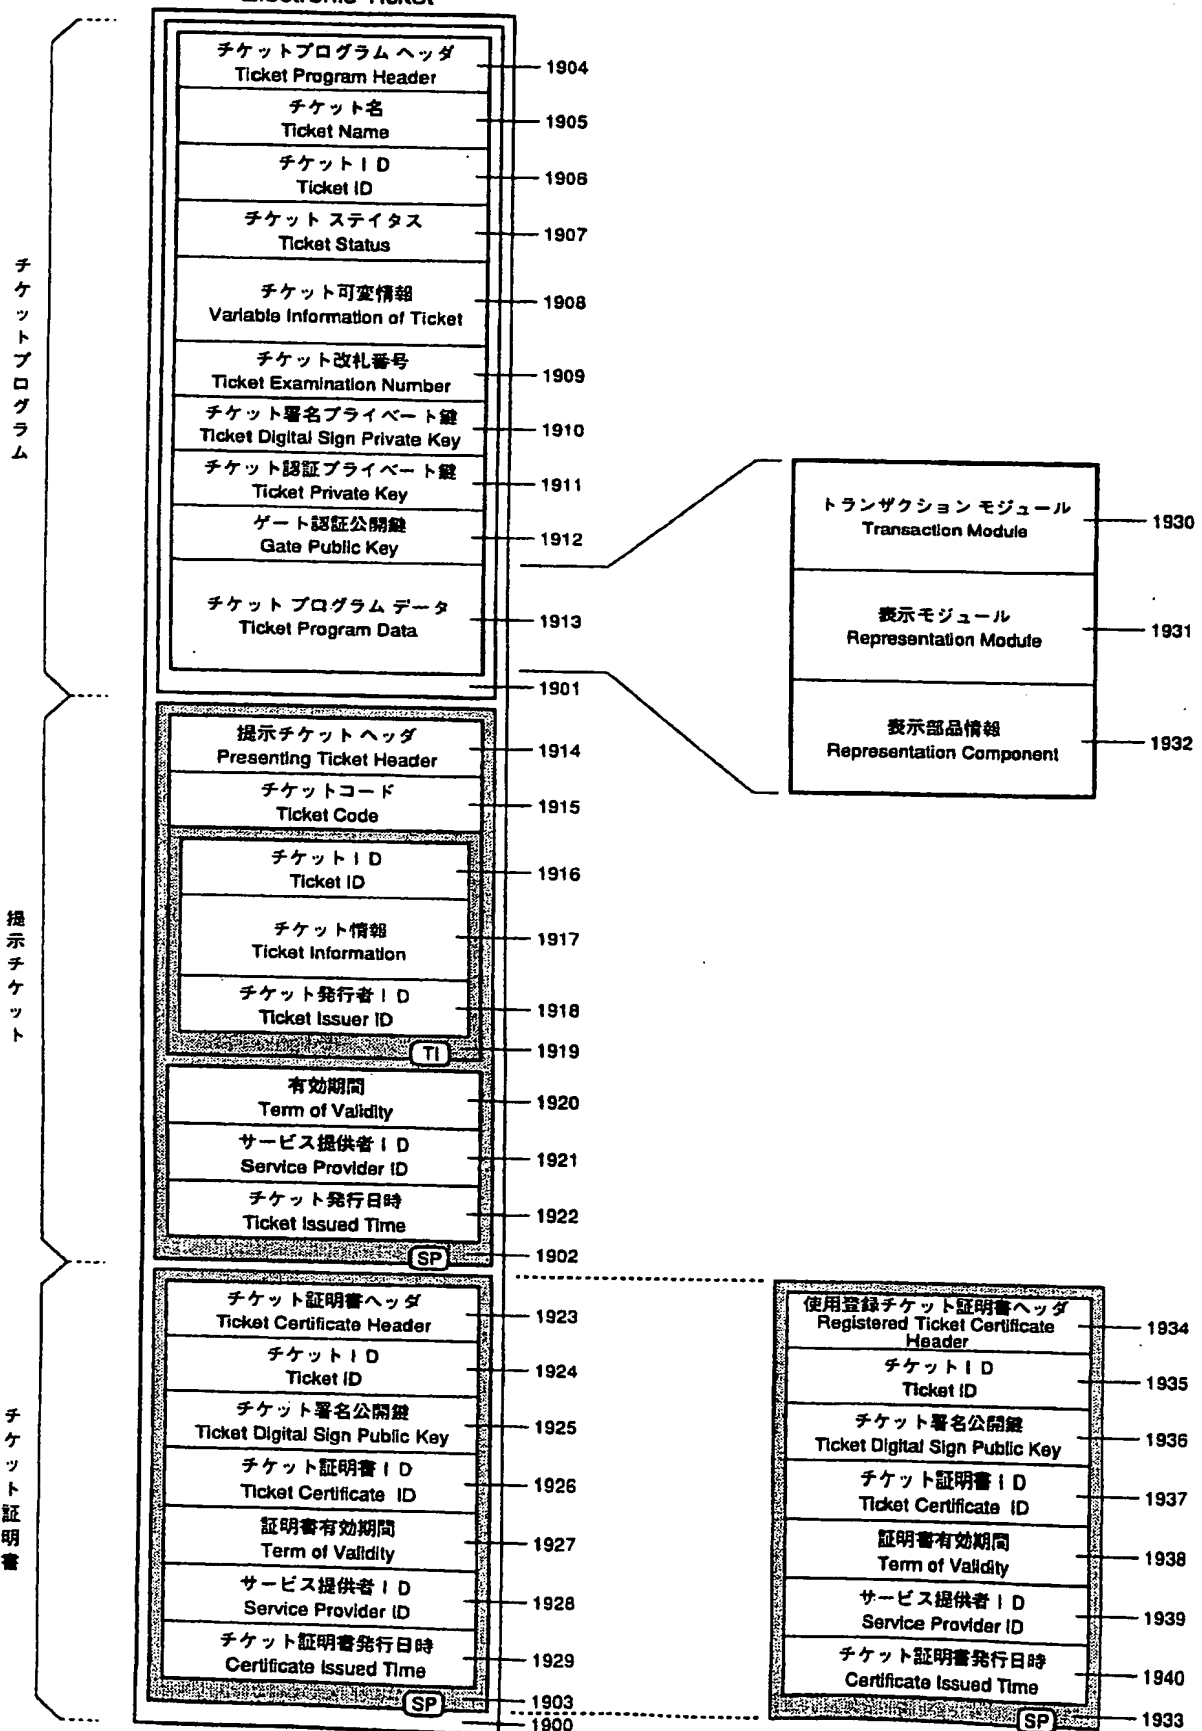 チケットプログラム
チケットプログラム ヘッダ
Ticket Program Header
1904
チケット名
Ticket Name
1905
チケットID
Ticket ID
1906
チケット ステイタス
Ticket Status
1907
チケット可変情報
Variable Information of Ticket
1908
チケット改札番号
Ticket Examination Number
1909
チケット署名プライベート鍵
Ticket Digital Sign Private Key
1910
チケット認証プライベート鍵
Ticket Private Key
1911
ゲート認証公開鍵
Gate Public Key
1912
チケット プログラム データ
Ticket Program Data
1913
1901
トランザクション モジュール
Transaction Module
1930
表示モジュール
Representation Module
1931
表示部品情報
Representation Component
1932
提示チケット
提示チケット ヘッダ
Presenting Ticket Header
1914
チケットコード
Ticket Code
1915
チケットID
Ticket ID
1916
チケット情報
Ticket Information
1917
チケット発行者ID
Ticket Issuer ID
1918
TI
1919
有効期間
Term of Validity
1920
サービス提供者ID
Service Provider ID
1921
チケット発行日時
Ticket Issued Time
1922
SP
1902
チケット証明書
チケット証明書ヘッダ
Ticket Certificate Header
1923
チケットID
Ticket ID
1924
チケット署名公開鍵
Ticket Digital Sign Public Key
1925
チケット証明書ID
Ticket Certificate ID
1926
証明書有効期間
Term of Validity
1927
サービス提供者ID
Service Provider ID
1928
チケット証明書発行日時
Certificate Issued Time
1929
SP
1903
1900
使用登録チケット証明書ヘッダ
Registered Ticket Certificate
Header
1934
チケットID
Ticket ID
1935
チケット署名公開鍵
Ticket Digital Sign Public Key
1936
チケット証明書ID
Ticket Certificate ID
1937
証明書有効期間
Term of Validity
1938
サービス提供者ID
Service Provider ID
1939
チケット証明書発行日時
Certificate Issued Time
1940
SP
1933